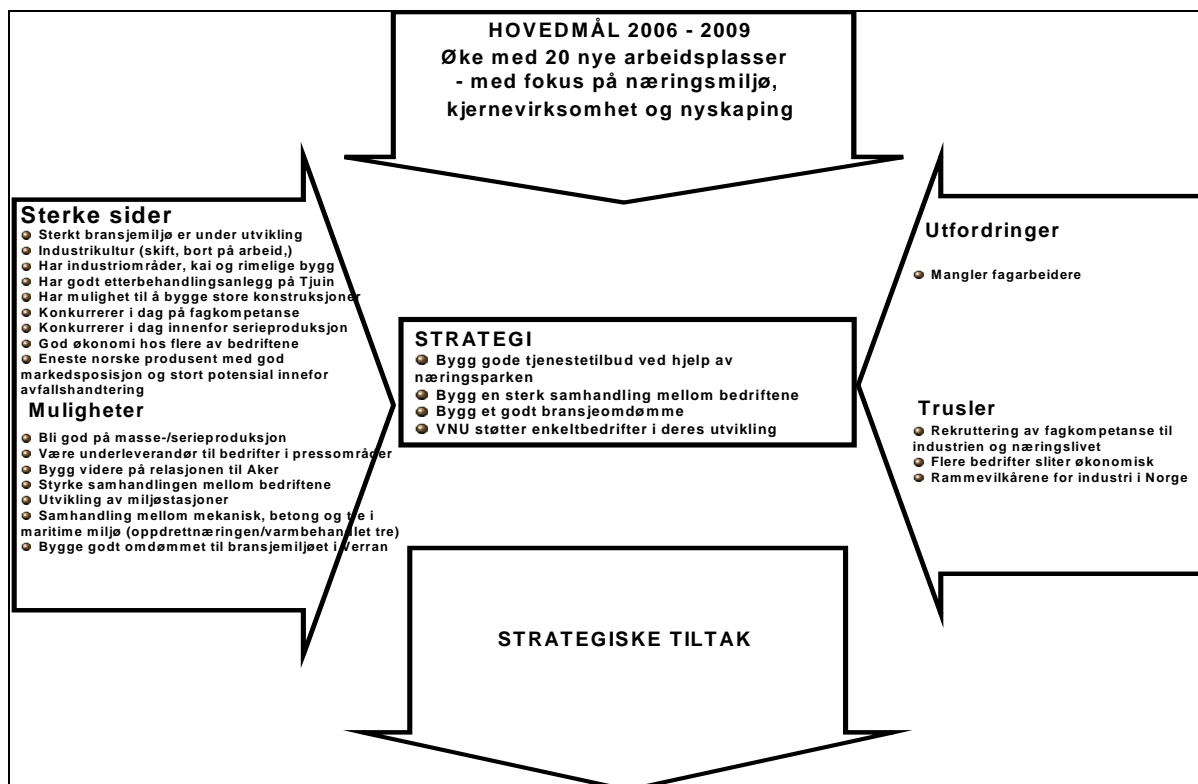 HOVEDMÅL 2006 - 2009
Øke med 20 nye arbeidsplasser
- med fokus på næringsmiljø,
kjernevirksomhet og nyskaping
Sterke sider
Sterkt bransjemiljø er under utvikling
Industrikultur (skift, bort på arbeid,)
Har industriområder, kai og rimelige bygg
Har godt etterbehandlingsanlegg på Tjuin
Har mulighet til å bygge store konstruksjoner
Konkurrerer i dag på fagkompetanse
Konkurrerer i dag innenfor serieproduksjon
God økonomi hos flere av bedriftene
Eneste norske produsent med god
markedsposisjon og stort potensial innefor
avfallshandtering
Muligheter
Bli god på masse-/serieproduksjon
Være underleverandør til bedrifter i pressområder
Bygg videre på relasjonen til Aker
Styrke samhandlingen mellom bedriftene
Utvikling av miljøstasjoner
Samhandling mellom mekanisk, betong og tre i
maritime miljø (oppdrettnæringen/varmbehandlet tre)
Bygge godt omdømmet til bransjemiljøet i Verran
STRATEGI
Bygg gode tjenestetilbud ved hjelp av
næringsparken
Bygg en sterk samhandling mellom bedriftene
Bygg et godt bransjeomdømme
VNU støtter enkeltbedrifter i deres utvikling
Utfordringer
Mangler fagarbeidere
Trusler
Rekruttering av fagkompetanse til
industrien og næringslivet
Flere bedrifter sliter økonomisk
Rammevilkårene for industri i Norge
STRATEGISKE TILTAK